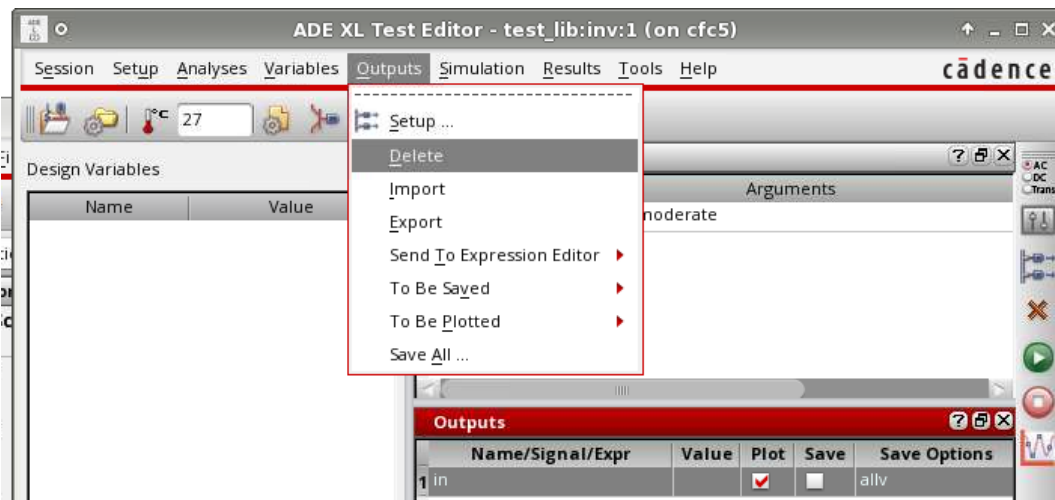 ADE XL Test Editor - test_lib:inv:1 (on cfc5)
Session Setup Analyses Variables Outputs Simulation Results Tools Help
cādence
°C 27
Setup ...
Delete
Import
Export
Send To Expression Editor
To Be Saved
To Be Plotted
Save All ...
Design Variables
Name Value
Arguments
moderate
AC
DC
Trans
Outputs
Name/Signal/Expr Value Plot Save Save Options
1 in allv